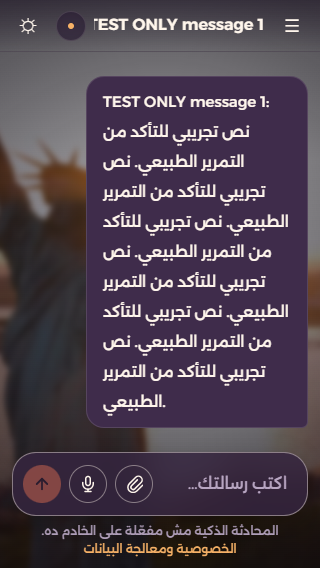 TEST ONLY message 1
TEST ONLY message 1:
نص تجريبي للتأكد من
التمرير الطبيعي. نص
تجريبي للتأكد من التمرير
الطبيعي. نص تجريبي للتأكد
من التمرير الطبيعي. نص
تجريبي للتأكد من التمرير
الطبيعي. نص تجريبي للتأكد
من التمرير الطبيعي. نص
تجريبي للتأكد من التمرير
الطبيعي.
اكتب رسالتك...
المحادثة الذكية مش مفعّلة على الخادم ده.
الخصوصية ومعالجة البيانات